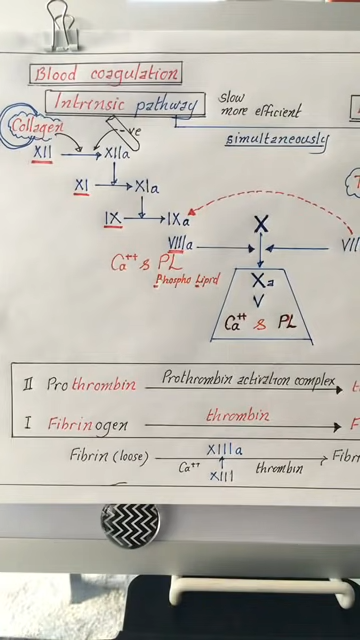 Blood coagulation
Intrinsic pathway
slow
more efficient
simultaneously
Collagen
-ve
XII XIIa
XI XIa
IX IXa
VIIIa
X
VII
Ca++ & PL
Phospho Lipid
Xa
V
Ca++ & PL
II Prothrombin Prothrombin activation complex
I Fibrinogen thrombin
XIIIa
Fibrin (loose) Fibr
Ca++ thrombin
XIII